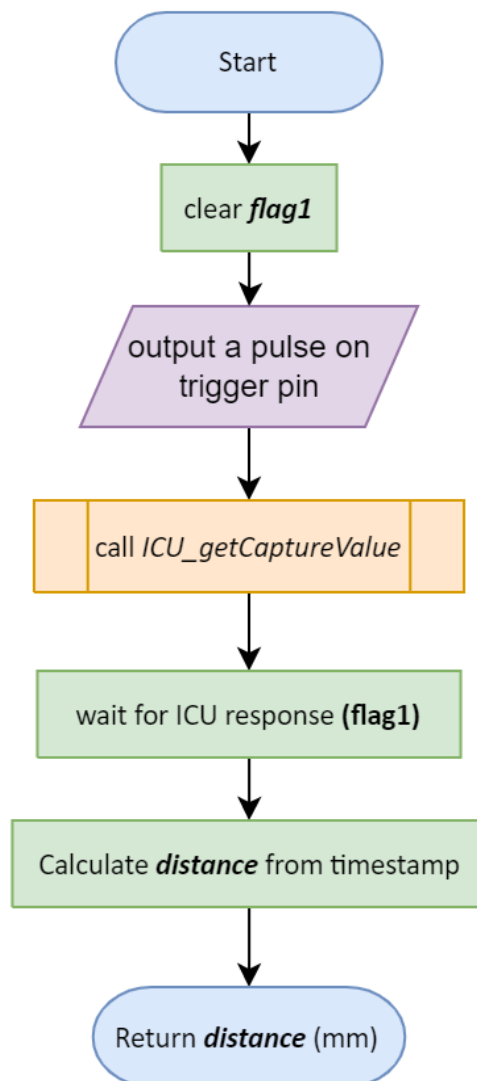 Start
clear flag1
output a pulse on
trigger pin
call ICU_getCaptureValue
wait for ICU response (flag1)
Calculate distance from timestamp
Return distance (mm)